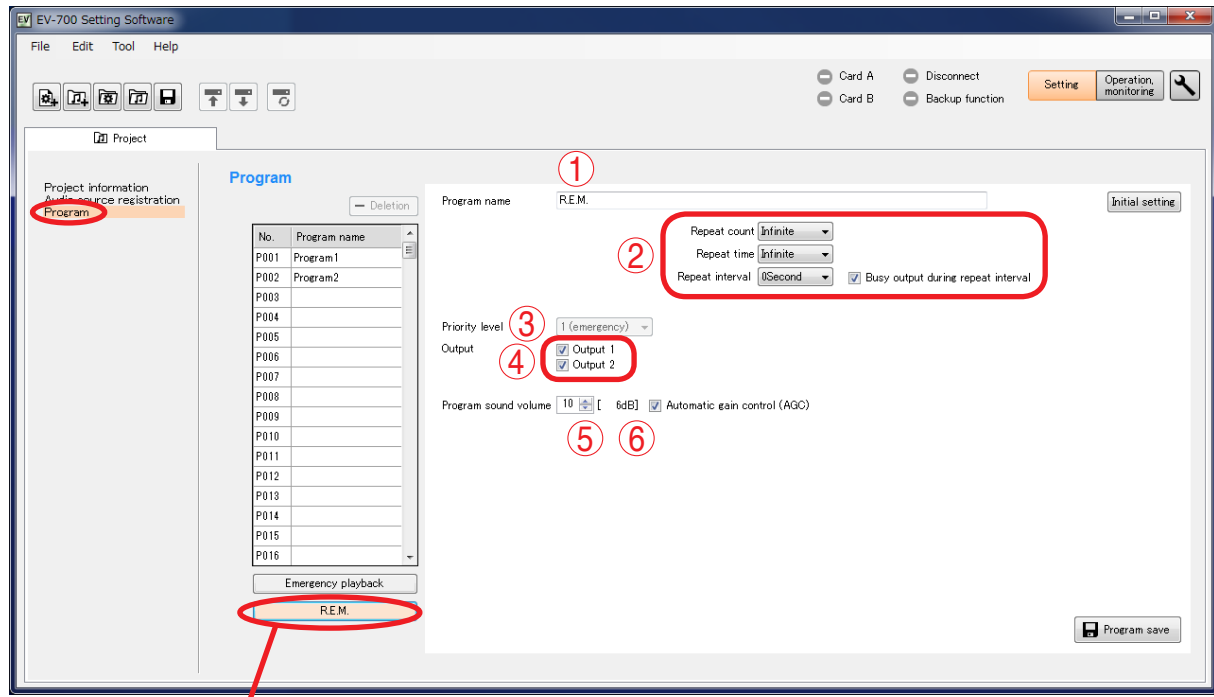 EV EV-700 Setting Software
File Edit Tool Help
Card A Disconnect
Card B Backup function
Setting
Operation, monitoring
Project
Project information
Audio source registration
Program
Program
Deletion
No. Program name
P001 Program1
P002 Program2
P003
P004
P005
P006
P007
P008
P009
P010
P011
P012
P013
P014
P015
P016
Emergency playback
R.E.M.
①
Program name R.E.M.
Initial setting
②
Repeat count Infinite
Repeat time Infinite
Repeat interval 0Second Busy output during repeat interval
Priority level ③ 1 (emergency)
Output ④ Output 1
Output 2
Program sound volume 10 [ 6dB] Automatic gain control (AGC)
⑤ ⑥
Program save